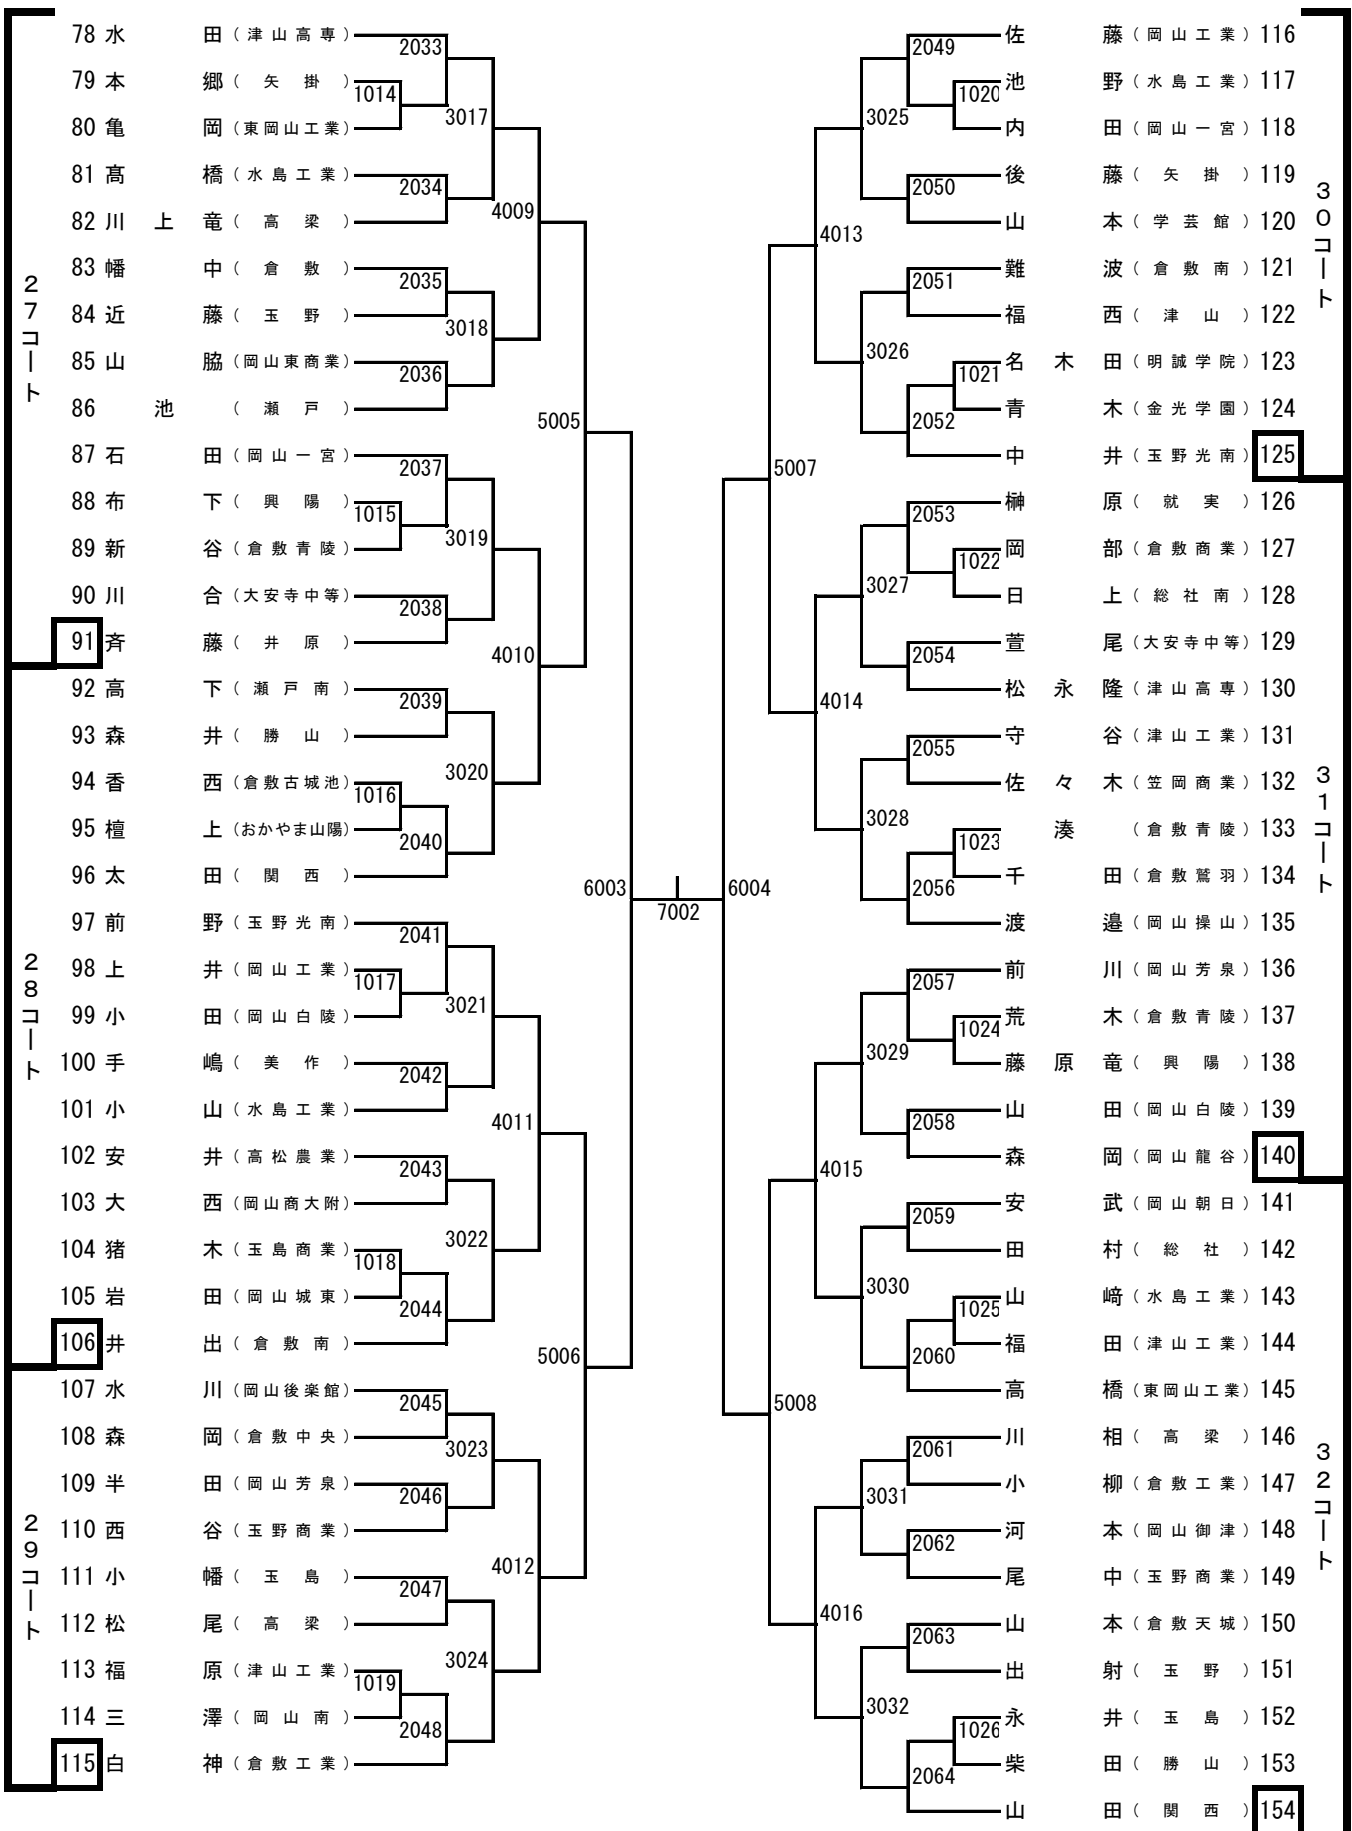 78 水田 (津山高専)
79 本郷 (矢掛)
80 亀岡 (東岡山工業)
81 髙橋 (水島工業)
82 川上竜 (高梁)
83 幡中 (倉敷)
84 近藤 (玉野)
85 山脇 (岡山東商業)
86 池 (瀬戸)
87 石田 (岡山一宮)
88 布下 (興陽)
89 新谷 (倉敷青陵)
90 川合 (大安寺中等)
91 斉藤 (井原)
92 高下 (瀬戸南)
93 森井 (勝山)
94 香西 (倉敷古城池)
95 檀上 (おかやま山陽)
96 太田 (関西)
97 前野 (玉野光南)
98 上井 (岡山工業)
99 小田 (岡山白陵)
100 手嶋 (美作)
101 小山 (水島工業)
102 安井 (高松農業)
103 大西 (岡山商大附)
104 猪木 (玉島商業)
105 岩田 (岡山城東)
106 井出 (倉敷南)
107 水川 (岡山後楽館)
108 森岡 (倉敷中央)
109 半田 (岡山芳泉)
110 西谷 (玉野商業)
111 小幡 (玉島)
112 松尾 (高梁)
113 福原 (津山工業)
114 三澤 (岡山南)
115 白神 (倉敷工業)
27コート
28コート
29コート
1014
1015
1016
1017
1018
1019
2033
2034
2035
2036
2037
2038
2039
2040
2041
2042
2043
2044
2045
2046
2047
2048
3017
3018
3019
3020
3021
3022
3023
3024
4009
4010
4011
4012
5005
5006
6003
7002
6004
5007
5008
4013
4014
4015
4016
3025
3026
3027
3028
3029
3030
3031
3032
2049
2050
2051
2052
2053
2054
2055
2056
2057
2058
2059
2060
2061
2062
2063
2064
1020
1021
1022
1023
1024
1025
1026
佐藤 (岡山工業) 116
池野 (水島工業) 117
内田 (岡山一宮) 118
後藤 (矢掛) 119
山本 (学芸館) 120
難波 (倉敷南) 121
福西 (津山) 122
名木田 (明誠学院) 123
青木 (金光学園) 124
中井 (玉野光南) 125
榊原 (就実) 126
岡部 (倉敷商業) 127
日上 (総社南) 128
萱尾 (大安寺中等) 129
松永隆 (津山高専) 130
守谷 (津山工業) 131
佐々木 (笠岡商業) 132
湊 (倉敷青陵) 133
千田 (倉敷鷲羽) 134
渡邉 (岡山操山) 135
前川 (岡山芳泉) 136
荒木 (倉敷青陵) 137
藤原竜 (興陽) 138
山田 (岡山白陵) 139
森岡 (岡山龍谷) 140
安武 (岡山朝日) 141
田村 (総社) 142
山﨑 (水島工業) 143
福田 (津山工業) 144
高橋 (東岡山工業) 145
川相 (高梁) 146
小柳 (倉敷工業) 147
河本 (岡山御津) 148
尾中 (玉野商業) 149
山本 (倉敷天城) 150
出射 (玉野) 151
永井 (玉島) 152
柴田 (勝山) 153
山田 (関西) 154
30コート
31コート
32コート